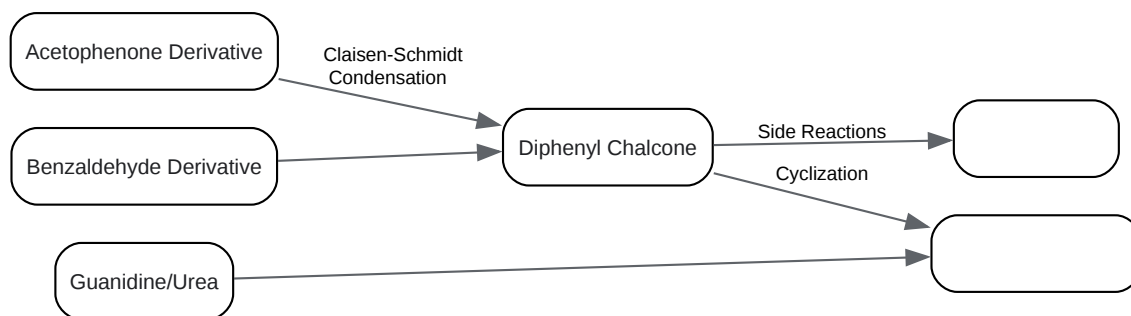 Acetophenone Derivative
Claisen-Schmidt
Condensation
Benzaldehyde Derivative
Diphenyl Chalcone
Side Reactions
Cyclization
Guanidine/Urea